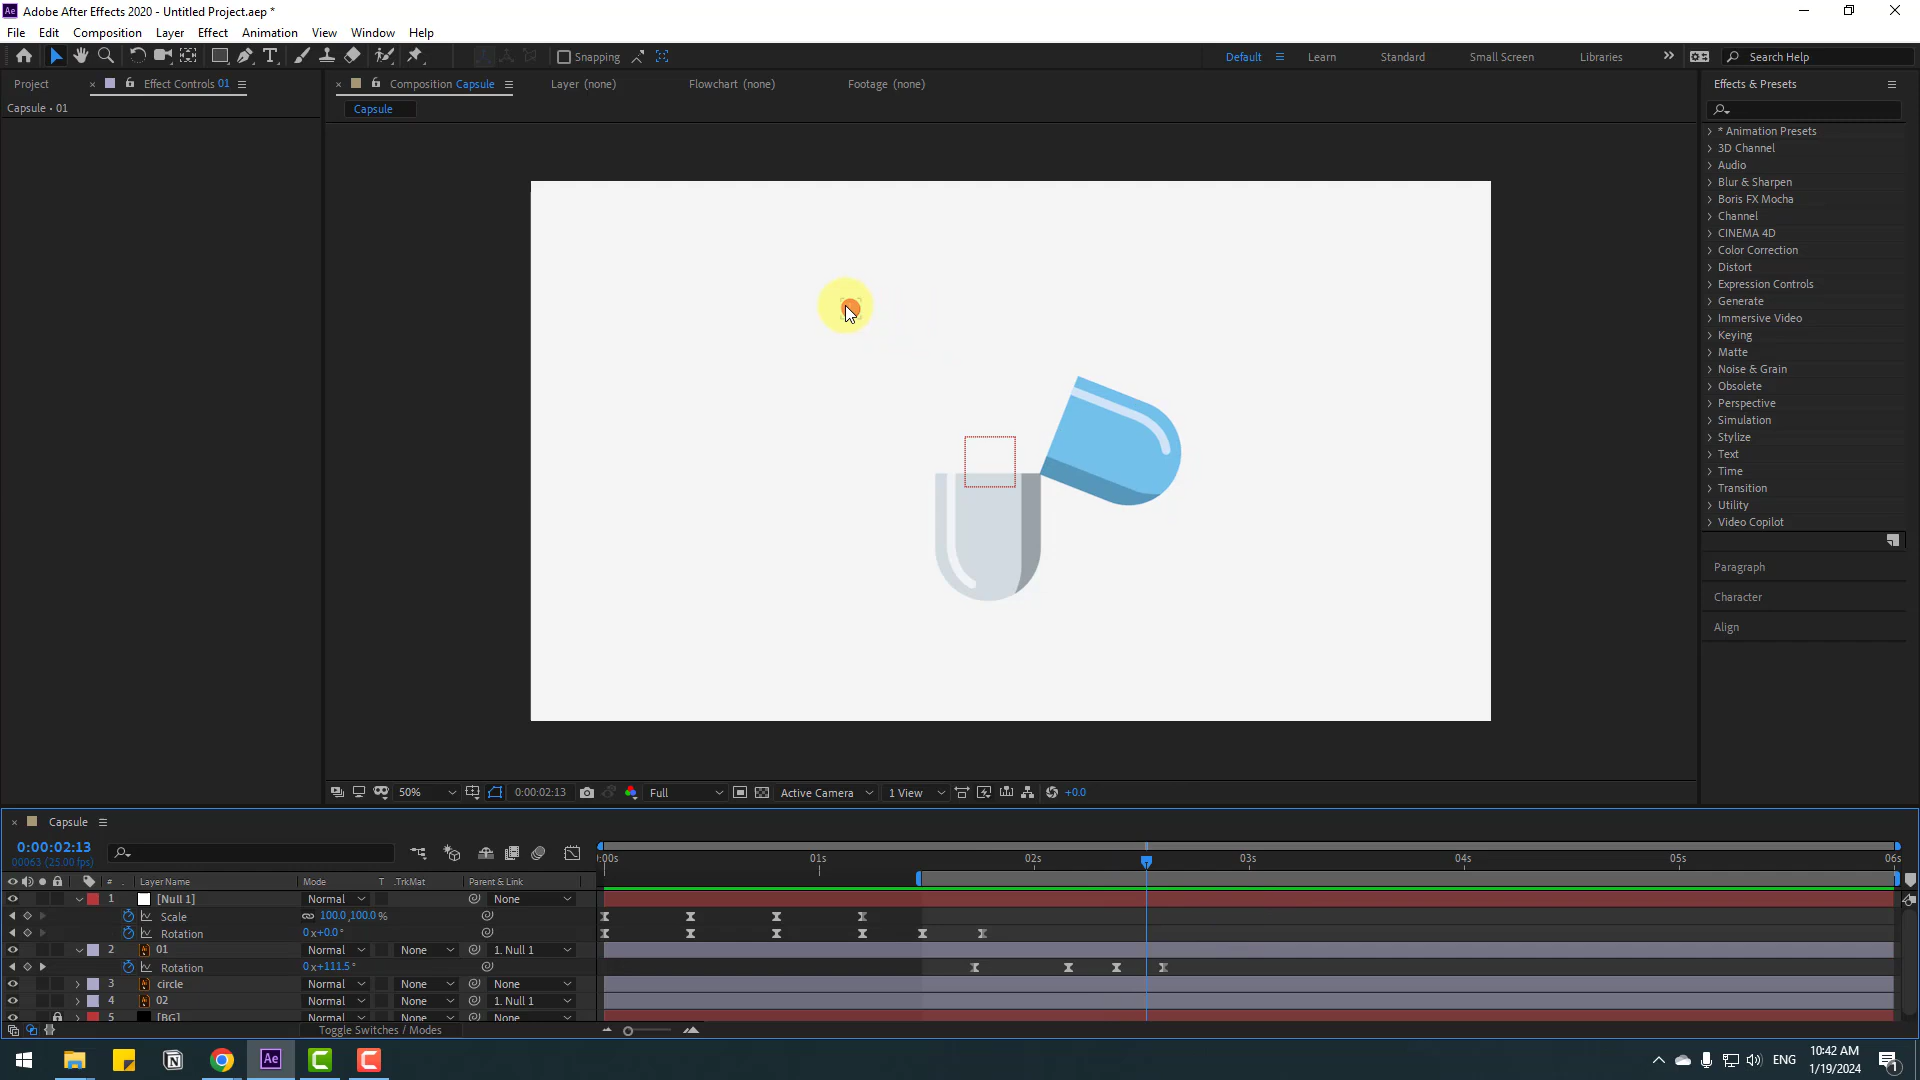 Adobe After Effects 2020 - Untitled Project.aep *
File Edit Composition Layer Effect Animation View Window Help
Snapping Default Learn Standard Small Screen Libraries Search Help
Project Effect Controls 01 Composition Capsule Layer (none) Flowchart (none) Footage (none) Effects & Presets
Capsule • 01
Capsule
* Animation Presets
3D Channel
Audio
Blur & Sharpen
Boris FX Mocha
Channel
CINEMA 4D
Color Correction
Distort
Expression Controls
Generate
Immersive Video
Keying
Matte
Noise & Grain
Obsolete
Perspective
Simulation
Stylize
Text
Time
Transition
Utility
Video Copilot
Paragraph
Character
Align
50% 0:00:02:13 Full Active Camera 1 View +0.0
Capsule
0:00:02:13
00063 (25.00 fps)
:00s 01s 02s 03s 04s 05s 06s
# . Layer Name Mode T .TrkMat Parent & Link
1 [Null 1] Normal None
Scale 100.0,100.0 %
Rotation 0x+0.0°
2 Ai 01 Normal None 1. Null 1
Rotation 0x+111.5°
3 Ai circle Normal None None
4 Ai 02 Normal None 1. Null 1
5 [BG] Normal None None
Toggle Switches / Modes
Ae
ENG
10:42 AM
1/19/2024
1